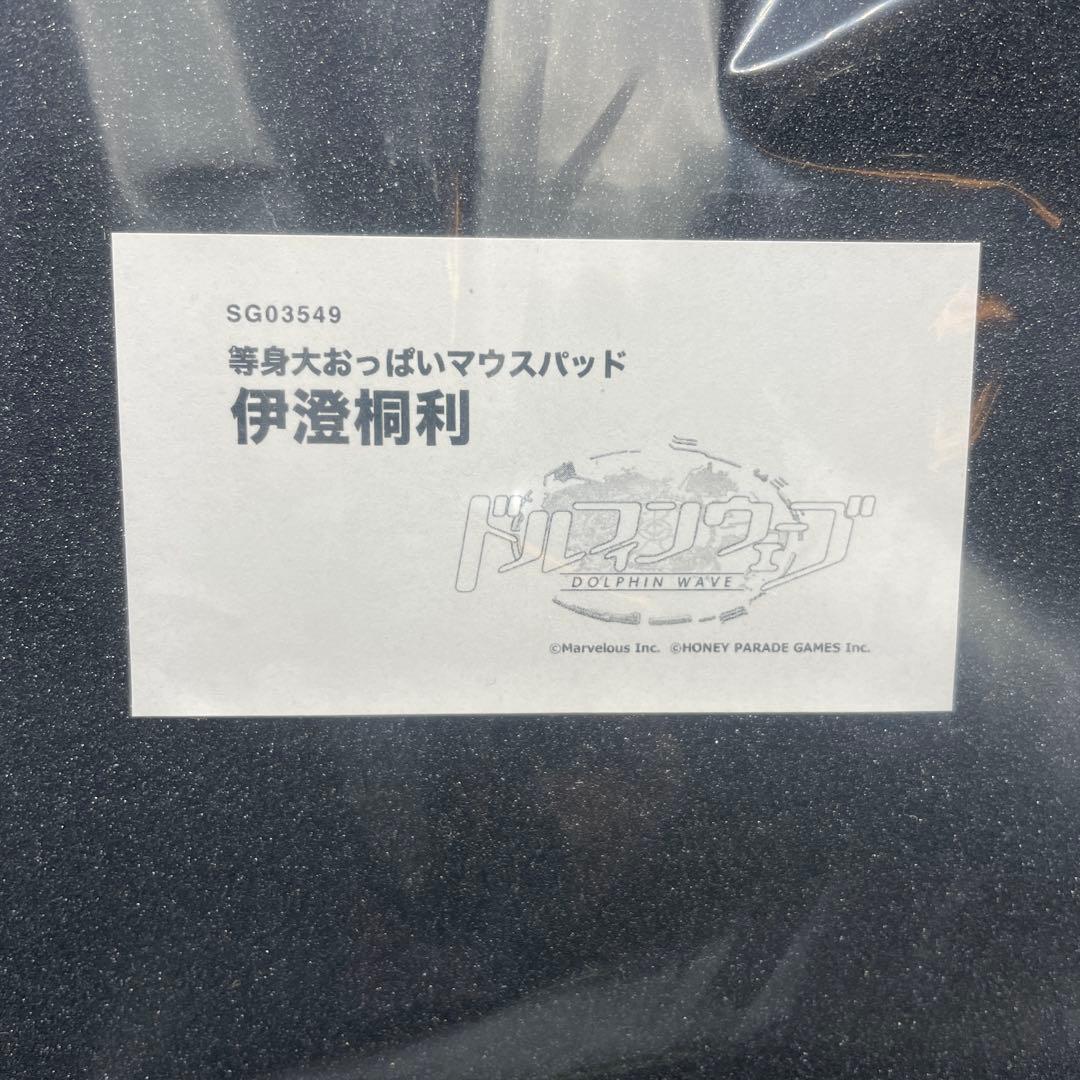 SG03549
等身大おっぱいマウスパッド
伊澄桐利
ドルフィンウェーブ
DOLPHIN WAVE
©Marvelous Inc. ©HONEY PARADE GAMES Inc.